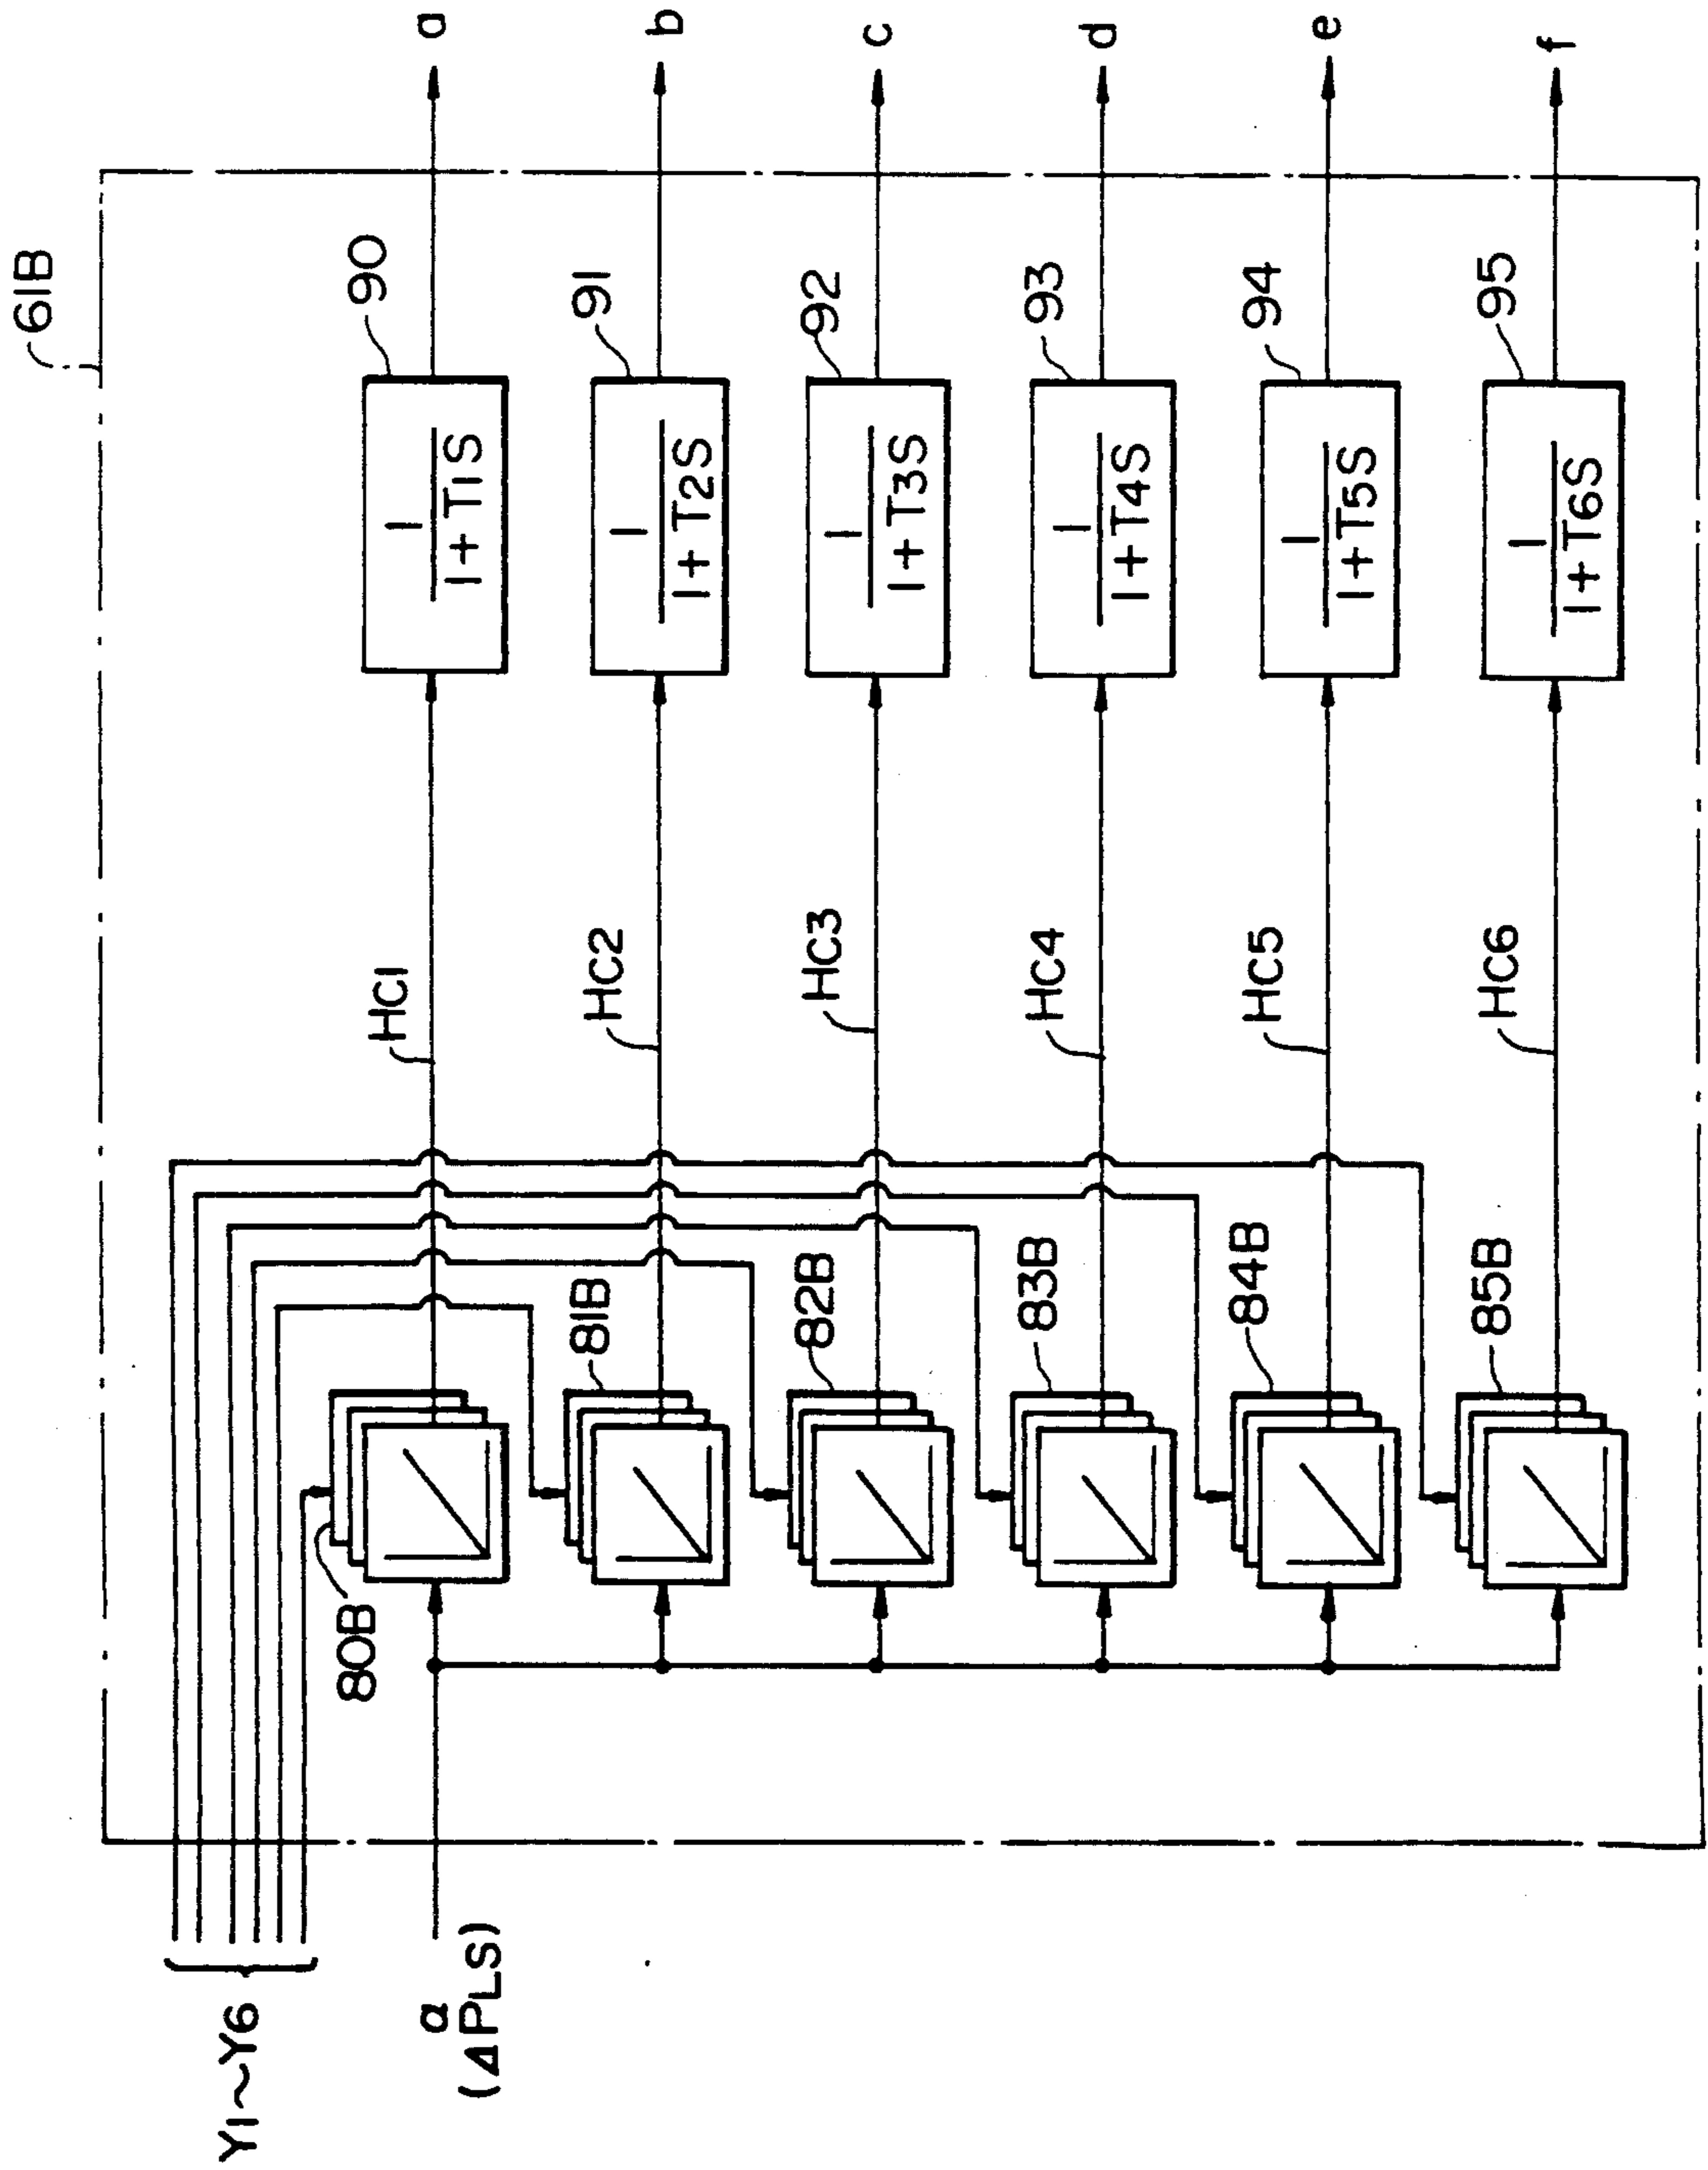 61B
Y1~Y6
α
(ΔPLS)
80B
HC1
90
1
1+T1S
a
81B
HC2
91
1
1+T2S
b
82B
HC3
92
1
1+T3S
c
83B
HC4
93
1
1+T4S
d
84B
HC5
94
1
1+T5S
e
85B
HC6
95
1
1+T6S
f